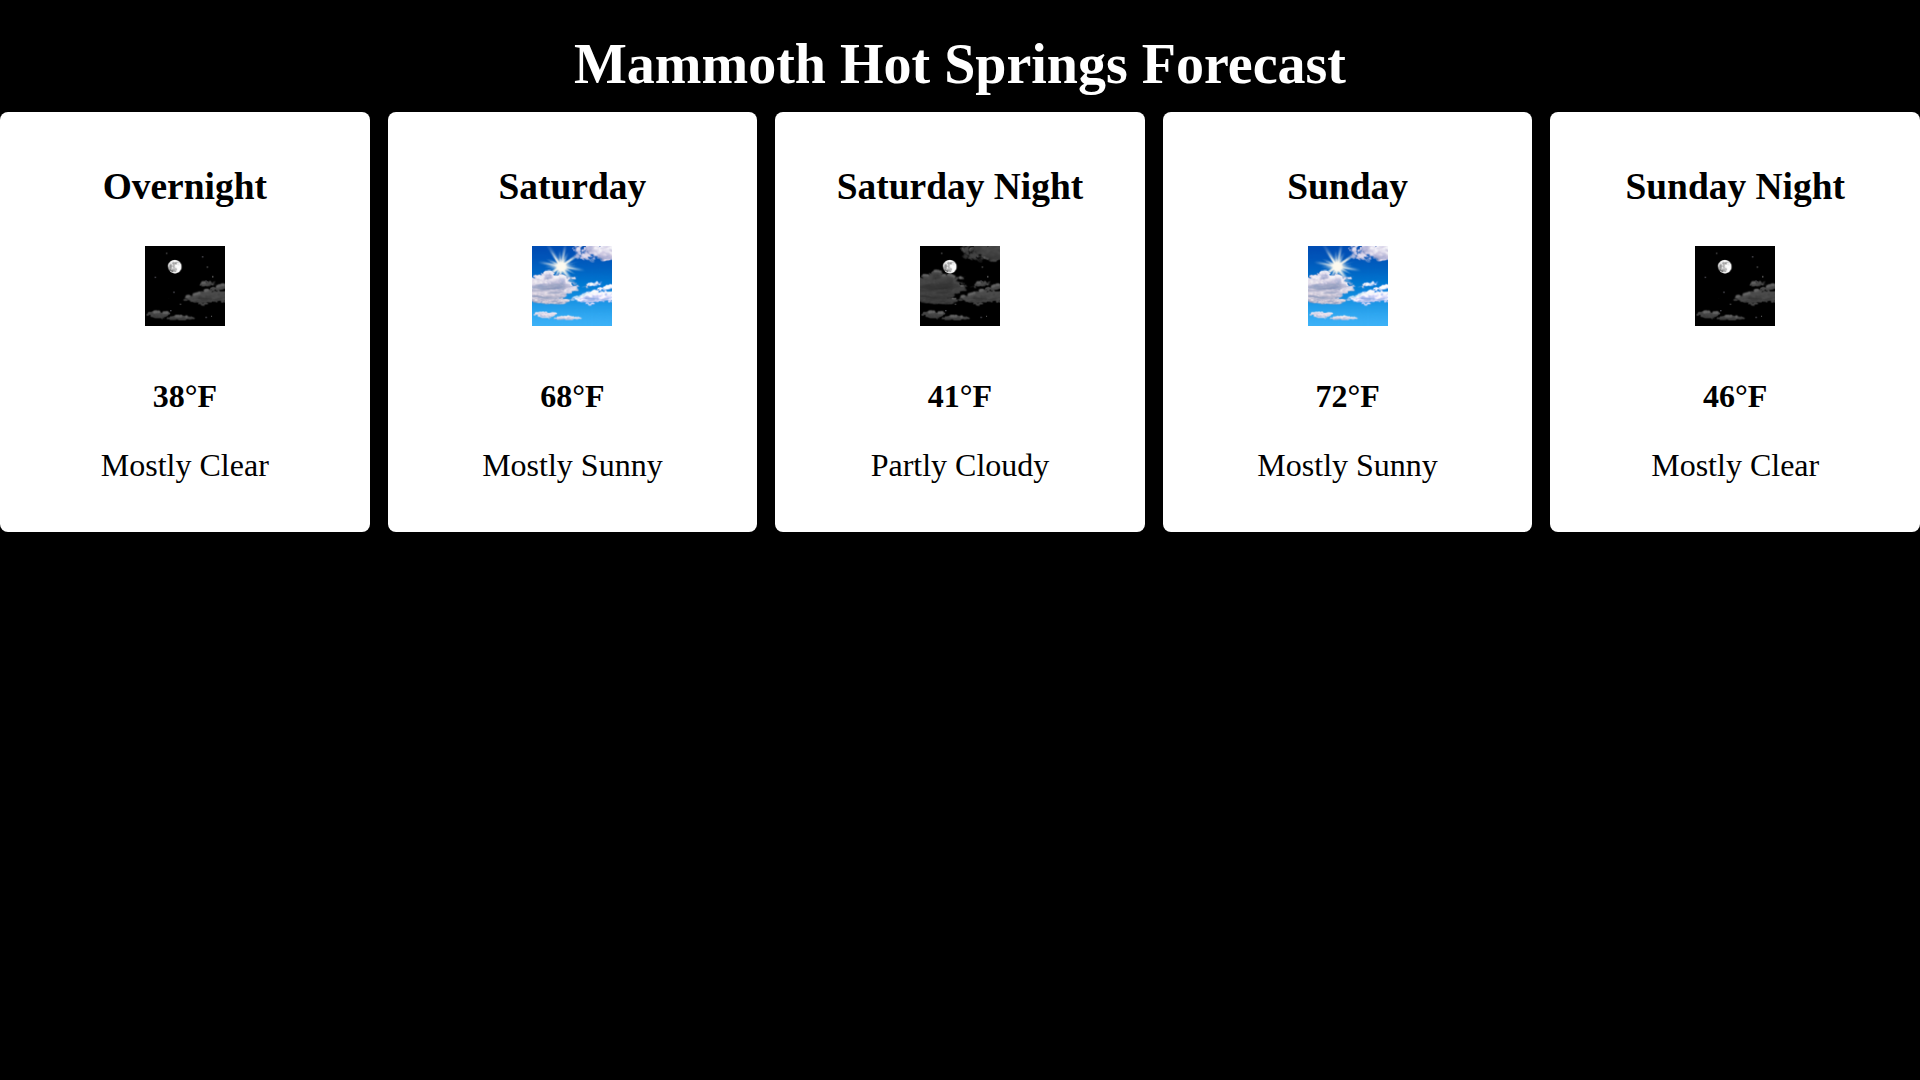 Mammoth Hot Springs Forecast
Overnight
38°F
Mostly Clear
Saturday
68°F
Mostly Sunny
Saturday Night
41°F
Partly Cloudy
Sunday
72°F
Mostly Sunny
Sunday Night
46°F
Mostly Clear